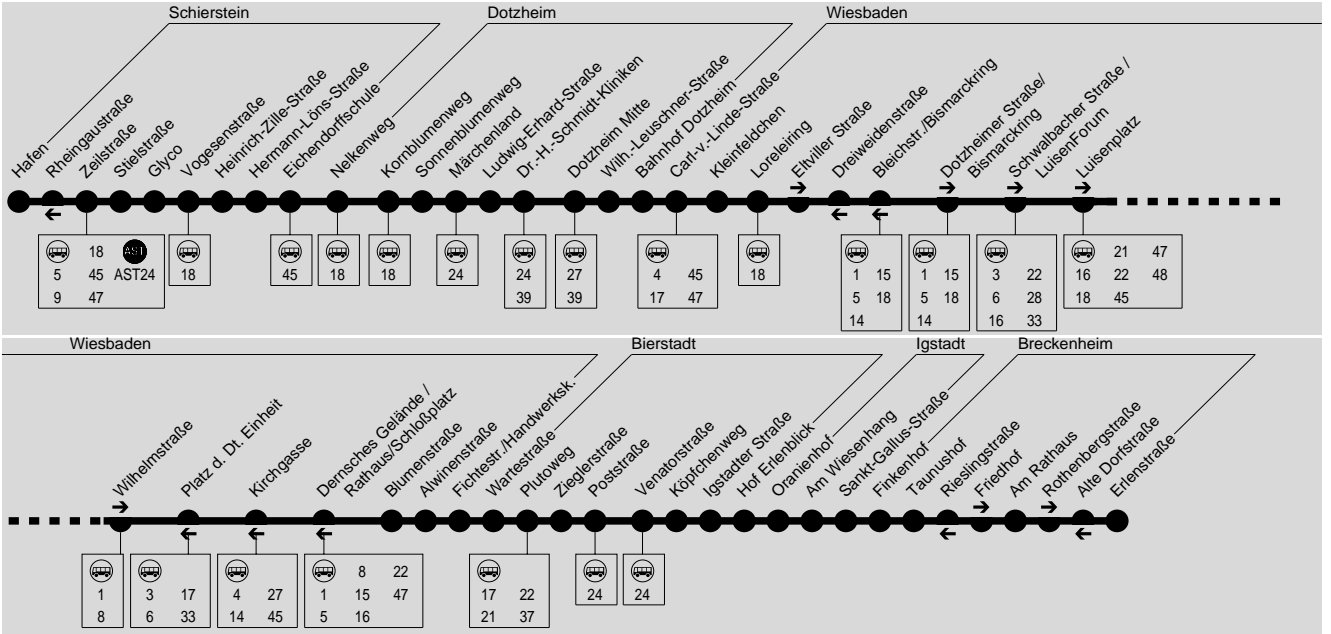 Schierstein
Dotzheim
Wiesbaden
Hafen
Rheingaustraße
Zeilstraße
Stielstraße
Glyco
Vogesenstraße
Heinrich-Zille-Straße
Hermann-Löns-Straße
Eichendorffschule
Nelkenweg
Kornblumenweg
Sonnenblumenweg
Märchenland
Ludwig-Erhard-Straße
Dr.-H.-Schmidt-Kliniken
Dotzheim Mitte
Wilh.-Leuschner-Straße
Bahnhof Dotzheim
Carl-v.-Linde-Straße
Kleinfeldchen
Loreleiring
Eltviller Straße
Dreiweidenstraße
Bleichstr./Bismarckring
Dotzheimer Straße/
Bismarckring
Schwalbacher Straße /
LuisenForum
Luisenplatz
18 AST
5 45 AST24
9 47
18
45
18
18
24
24
39
27
39
4 45
17 47
18
1 15
5 18
14
1 15
5 18
14
3 22
6 28
16 33
21 47
16 22 48
18 45
Wiesbaden
Bierstadt
Igstadt
Breckenheim
Wilhelmstraße
Platz d. Dt. Einheit
Kirchgasse
Dernsches Gelände /
Rathaus/Schloßplatz
Blumenstraße
Alwinenstraße
Fichtestr./Handwerksk.
Wartestraße
Plutoweg
Zieglerstraße
Poststraße
Venatorstraße
Köpfchenweg
Igstadter Straße
Hof Erlenblick
Oranienhof
Am Wiesenhang
Sankt-Gallus-Straße
Finkenhof
Taunushof
Rieslingstraße
Friedhof
Am Rathaus
Rothenbergstraße
Alte Dorfstraße
Erlenstraße
1
8
3 17
6 33
4 27
14 45
8 22
1 15 47
5 16
17 22
21 37
24
24